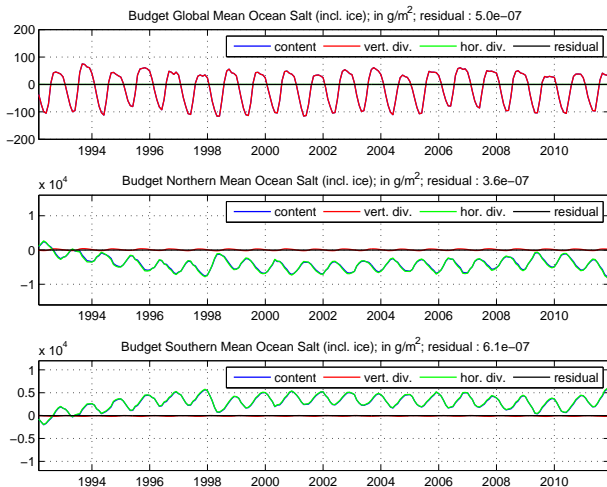 Budget Global Mean Ocean Salt (incl. ice); in g/m²; residual : 5.0e−07
200
100
0
−100
−200
content vert. div. hor. div. residual
1994 1996 1998 2000 2002 2004 2006 2008 2010
x 10⁴
Budget Northern Mean Ocean Salt (incl. ice); in g/m²; residual : 3.6e−07
1
0
−1
content vert. div. hor. div. residual
1994 1996 1998 2000 2002 2004 2006 2008 2010
x 10⁴
Budget Southern Mean Ocean Salt (incl. ice); in g/m²; residual : 6.1e−07
1
0.5
0
−0.5
−1
content vert. div. hor. div. residual
1994 1996 1998 2000 2002 2004 2006 2008 2010